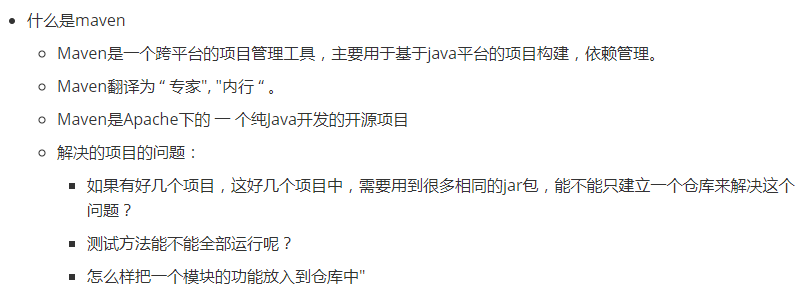 什么是maven
Maven是一个跨平台的项目管理工具，主要用于基于java平台的项目构建，依赖管理。
Maven翻译为 “ 专家", "内行 “ 。
Maven是Apache下的 一 个纯Java开发的开源项目
解决的项目的问题：
如果有好几个项目，这好几个项目中，需要用到很多相同的jar包，能不能只建立一个仓库来解决这个
问题？
测试方法能不能全部运行呢？
怎么样把一个模块的功能放入到仓库中"